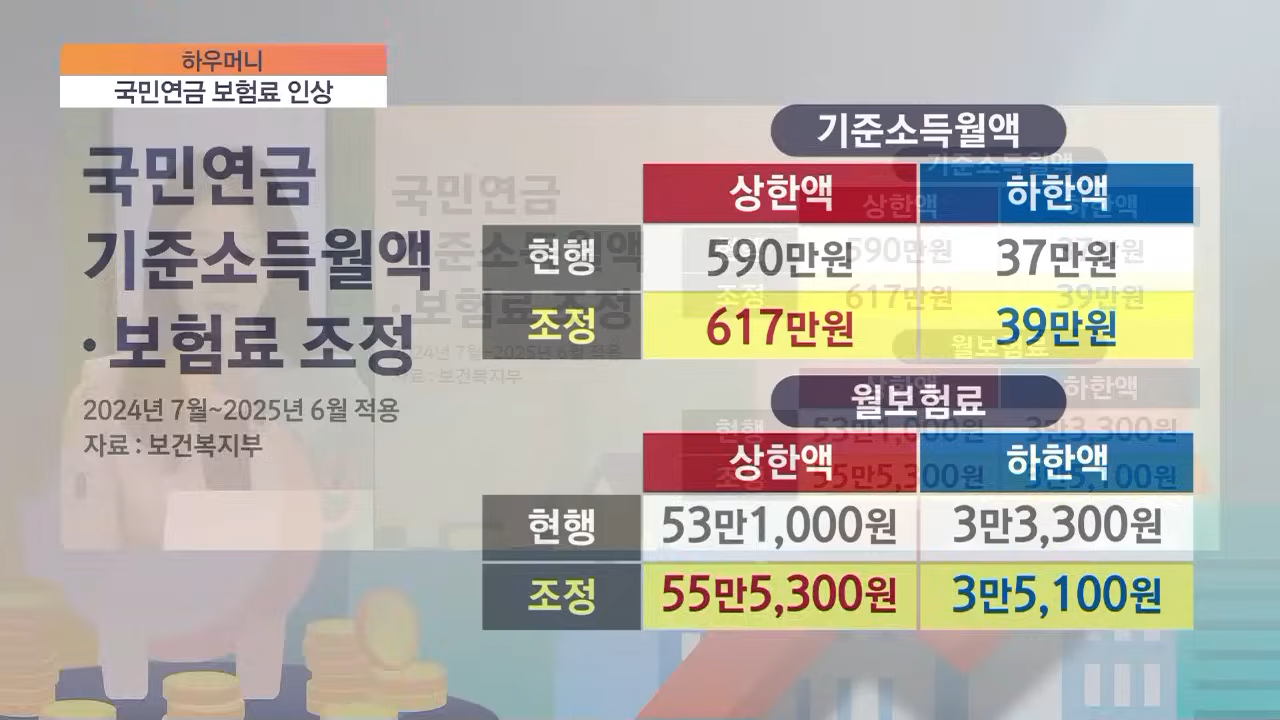 하우머니
국민연금 보험료 인상
국민연금
기준소득월액
· 보험료 조정
2024년 7월~2025년 6월 적용
자료 : 보건복지부
기준소득월액
상한액 하한액
현행 590만원 37만원
조정 617만원 39만원
월보험료
상한액 하한액
현행 53만1,000원 3만3,300원
조정 55만5,300원 3만5,100원